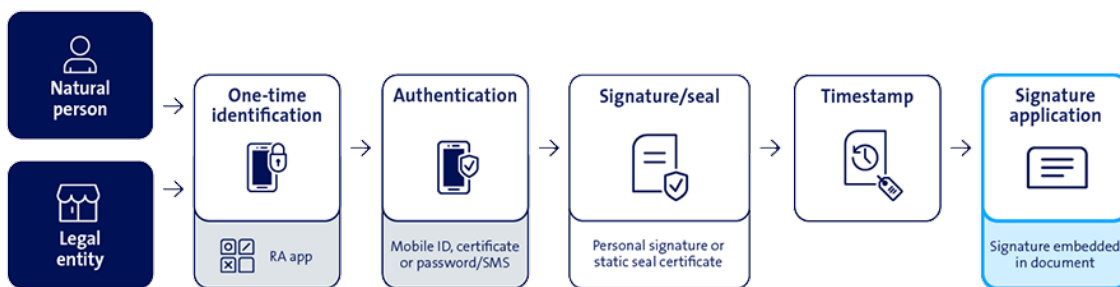 Natural
person
Legal
entity
One-time
identification
RA app
Authentication
Mobile ID, certificate
or password/SMS
Signature/seal
Personal signature or
static seal certificate
Timestamp
Signature
application
Signature embedded
in document